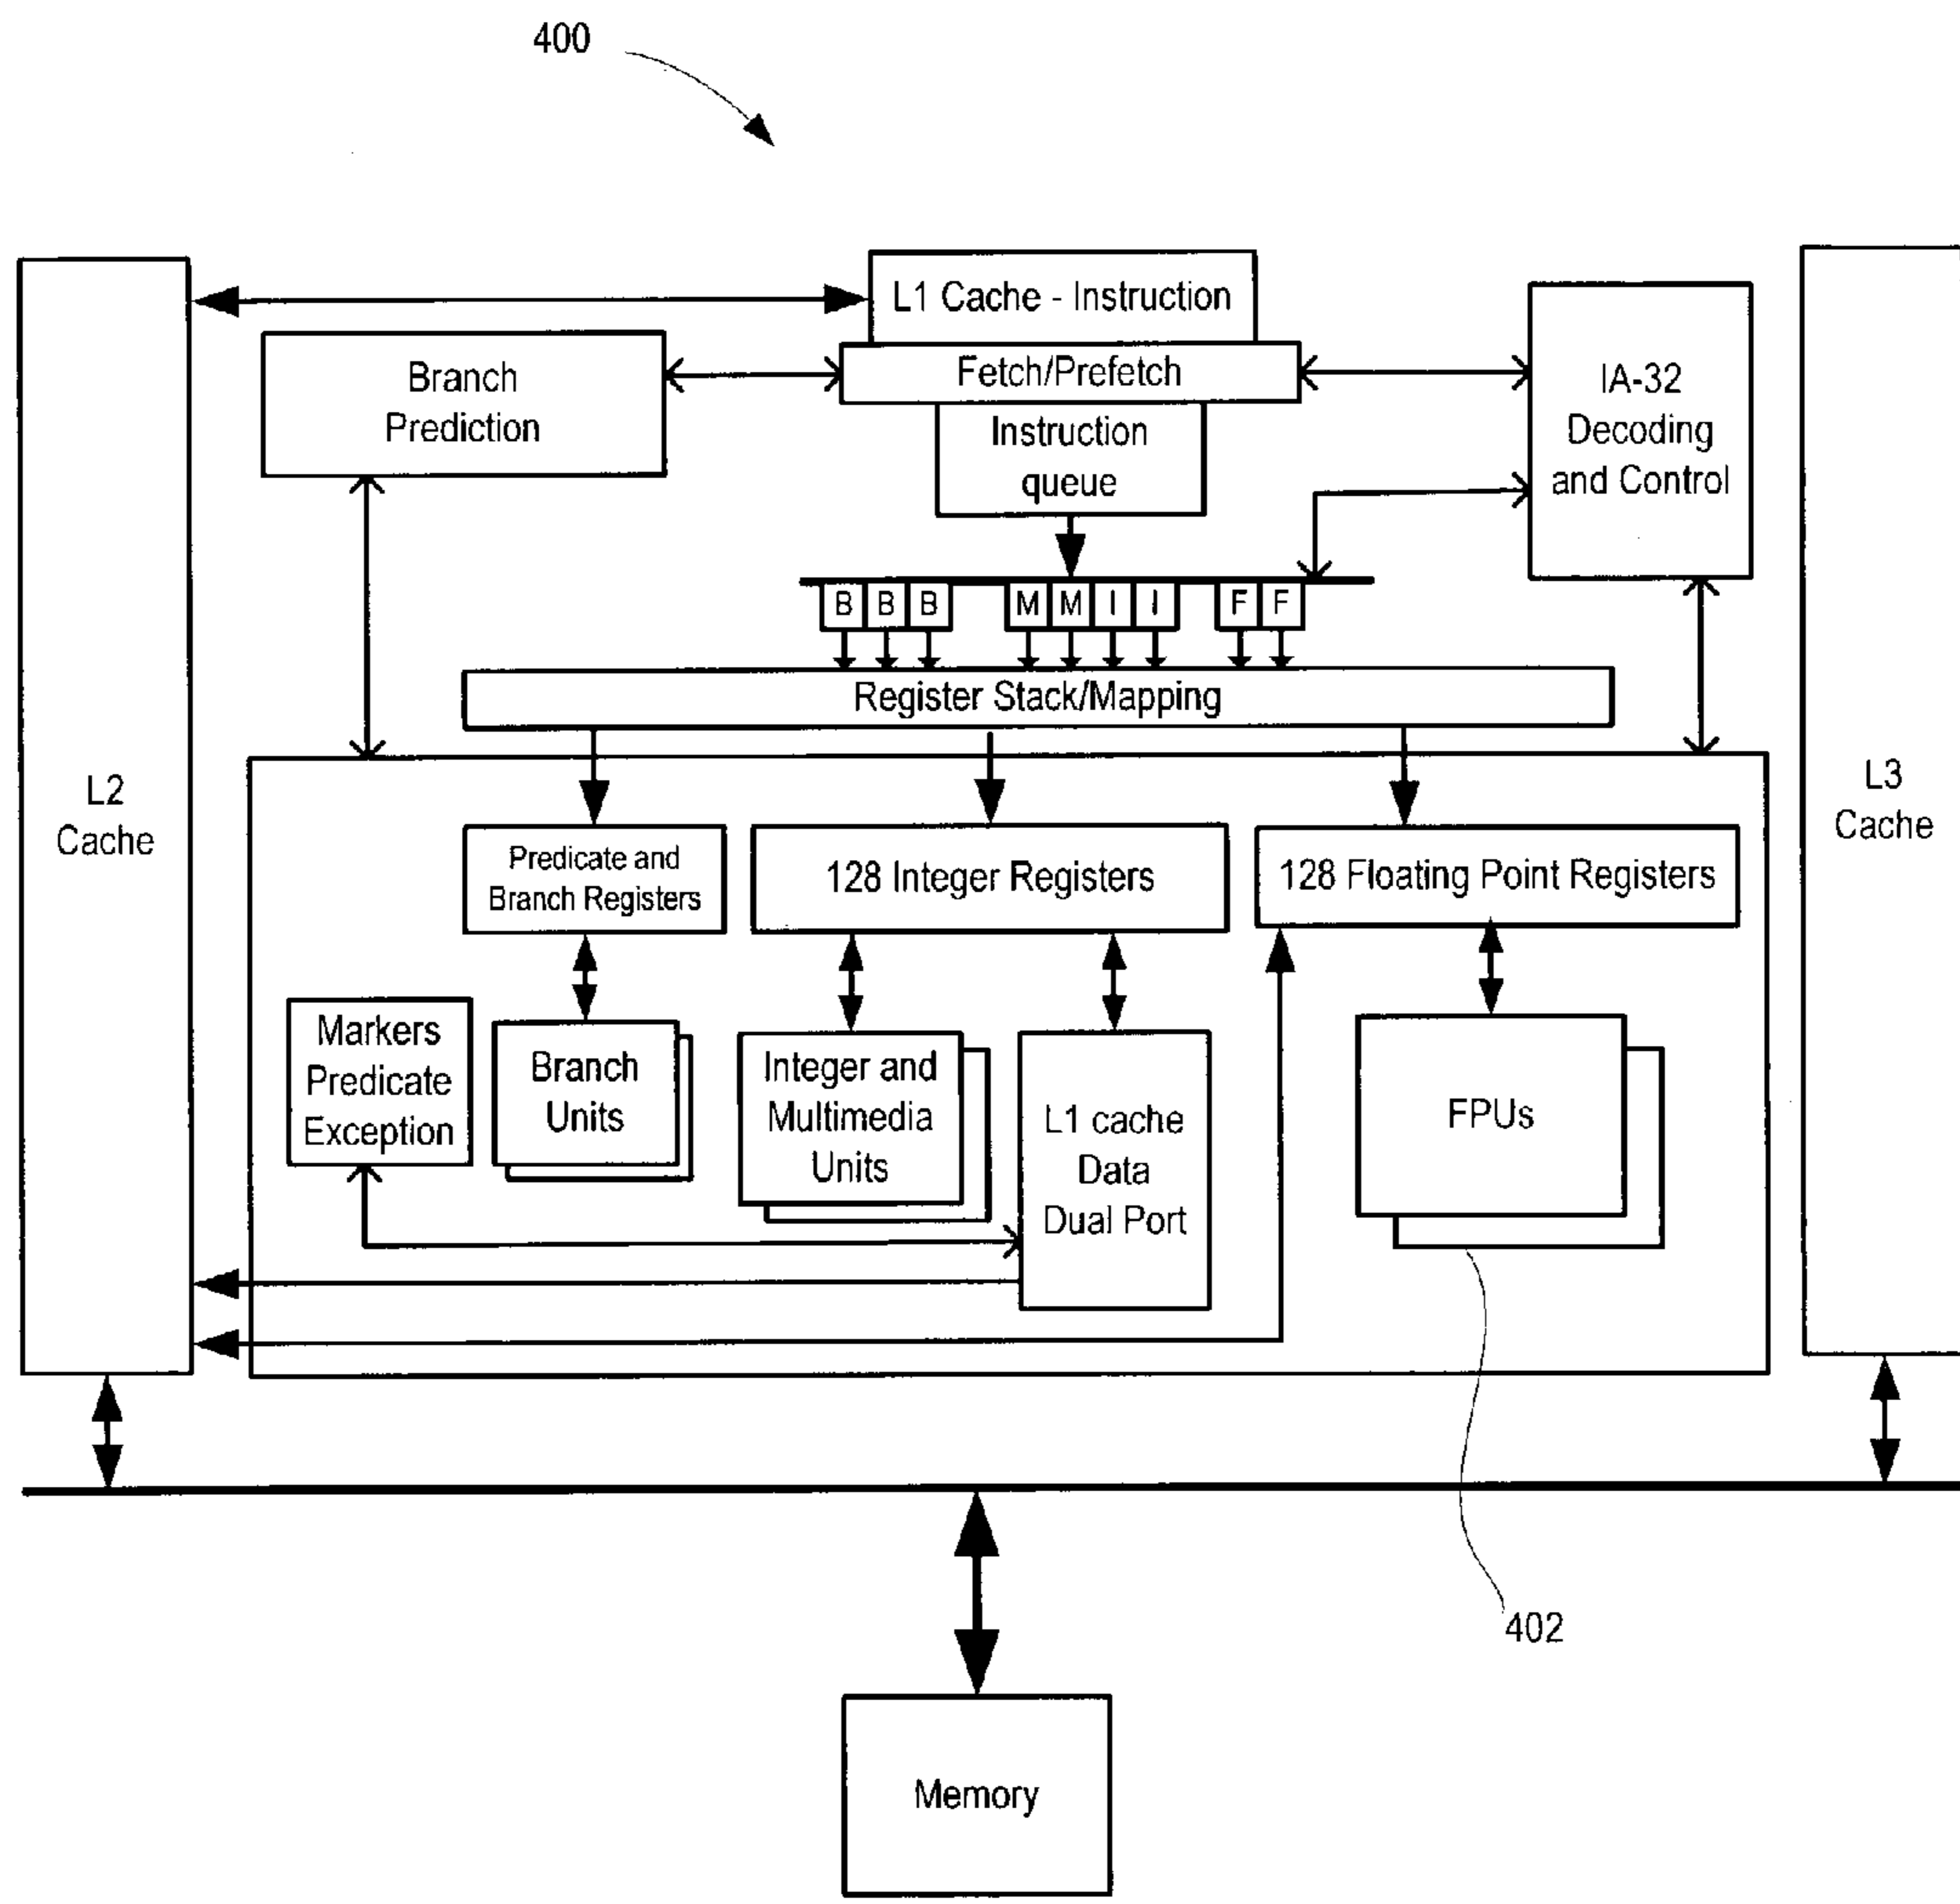 400
L1 Cache - Instruction
Fetch/Prefetch
Instruction
queue
Branch
Prediction
IA-32
Decoding
and Control
B B B M M I I F F
Register Stack/Mapping
L2
Cache
L3
Cache
Predicate and
Branch Registers
128 Integer Registers
128 Floating Point Registers
Markers
Predicate
Exception
Branch
Units
Integer and
Multimedia
Units
L1 cache
Data
Dual Port
FPUs
402
Memory